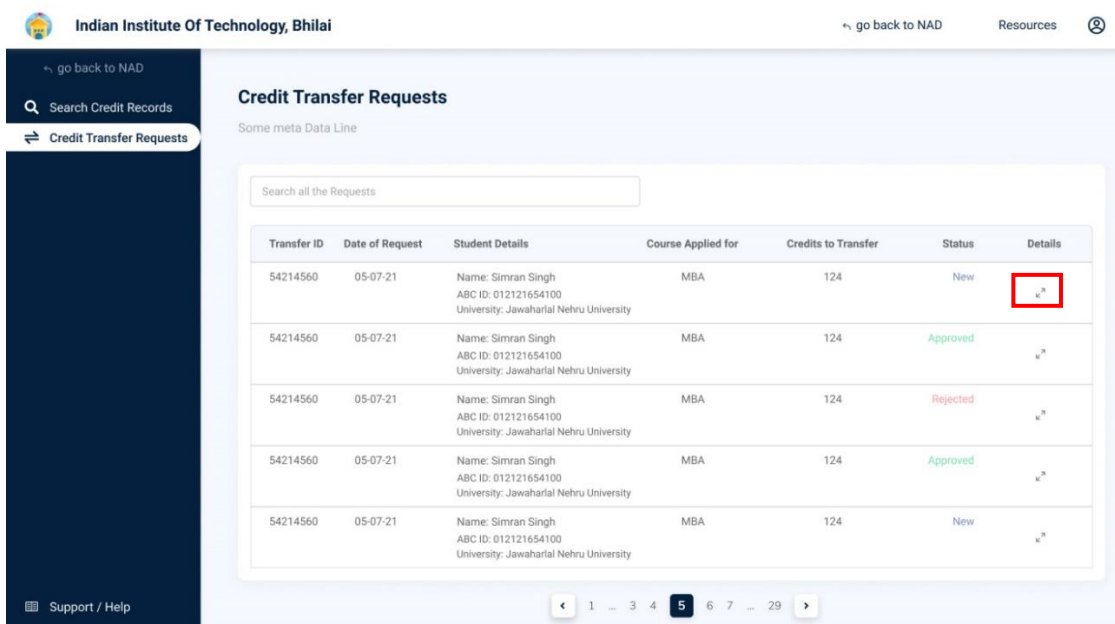 Indian Institute Of Technology, Bhilai
go back to NAD
Resources
go back to NAD
Search Credit Records
Credit Transfer Requests
Support / Help
Credit Transfer Requests
Some meta Data Line
Search all the Requests
Transfer ID Date of Request Student Details Course Applied for Credits to Transfer Status Details
54214560 05-07-21 Name: Simran Singh MBA 124 New
ABC ID: 012121654100
University: Jawaharlal Nehru University
54214560 05-07-21 Name: Simran Singh MBA 124 Approved
ABC ID: 012121654100
University: Jawaharlal Nehru University
54214560 05-07-21 Name: Simran Singh MBA 124 Rejected
ABC ID: 012121654100
University: Jawaharlal Nehru University
54214560 05-07-21 Name: Simran Singh MBA 124 Approved
ABC ID: 012121654100
University: Jawaharlal Nehru University
54214560 05-07-21 Name: Simran Singh MBA 124 New
ABC ID: 012121654100
University: Jawaharlal Nehru University
1 ... 3 4 5 6 7 ... 29